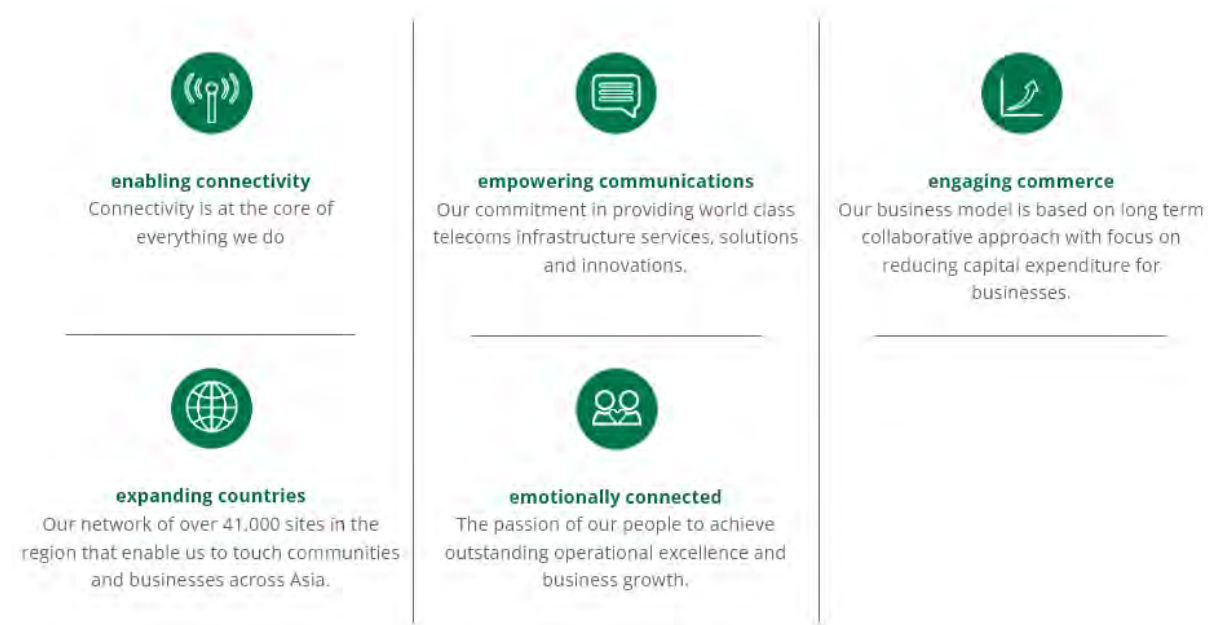 enabling connectivity
Connectivity is at the core of
everything we do
empowering communications
Our commitment in providing world class
telecoms infrastructure services, solutions
and innovations.
engaging commerce
Our business model is based on long term
collaborative approach with focus on
reducing capital expenditure for
businesses.
expanding countries
Our network of over 41,000 sites in the
region that enable us to touch communities
and businesses across Asia.
emotionally connected
The passion of our people to achieve
outstanding operational excellence and
business growth.